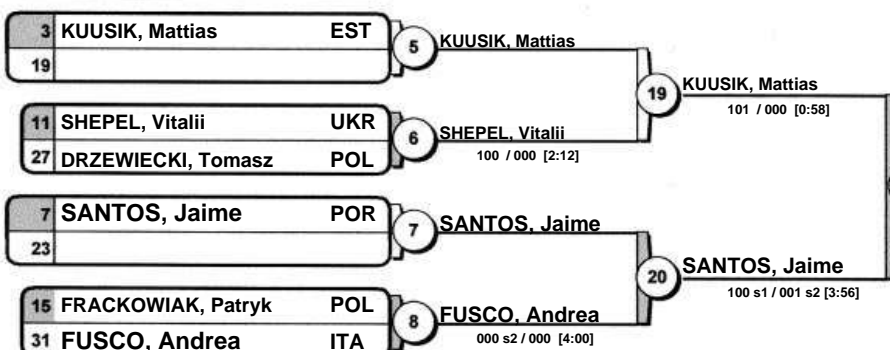 3 KUUSIK, Mattias EST
19
5 KUUSIK, Mattias
11 SHEPEL, Vitalii UKR
27 DRZEWIECKI, Tomasz POL
6 SHEPEL, Vitalii
100 / 000 [2:12]
19 KUUSIK, Mattias
101 / 000 [0:58]
7 SANTOS, Jaime POR
23
7 SANTOS, Jaime
15 FRACKOWIAK, Patryk POL
31 FUSCO, Andrea ITA
8 FUSCO, Andrea
000 s2 / 000 [4:00]
20 SANTOS, Jaime
100 s1 / 001 s2 [3:56]